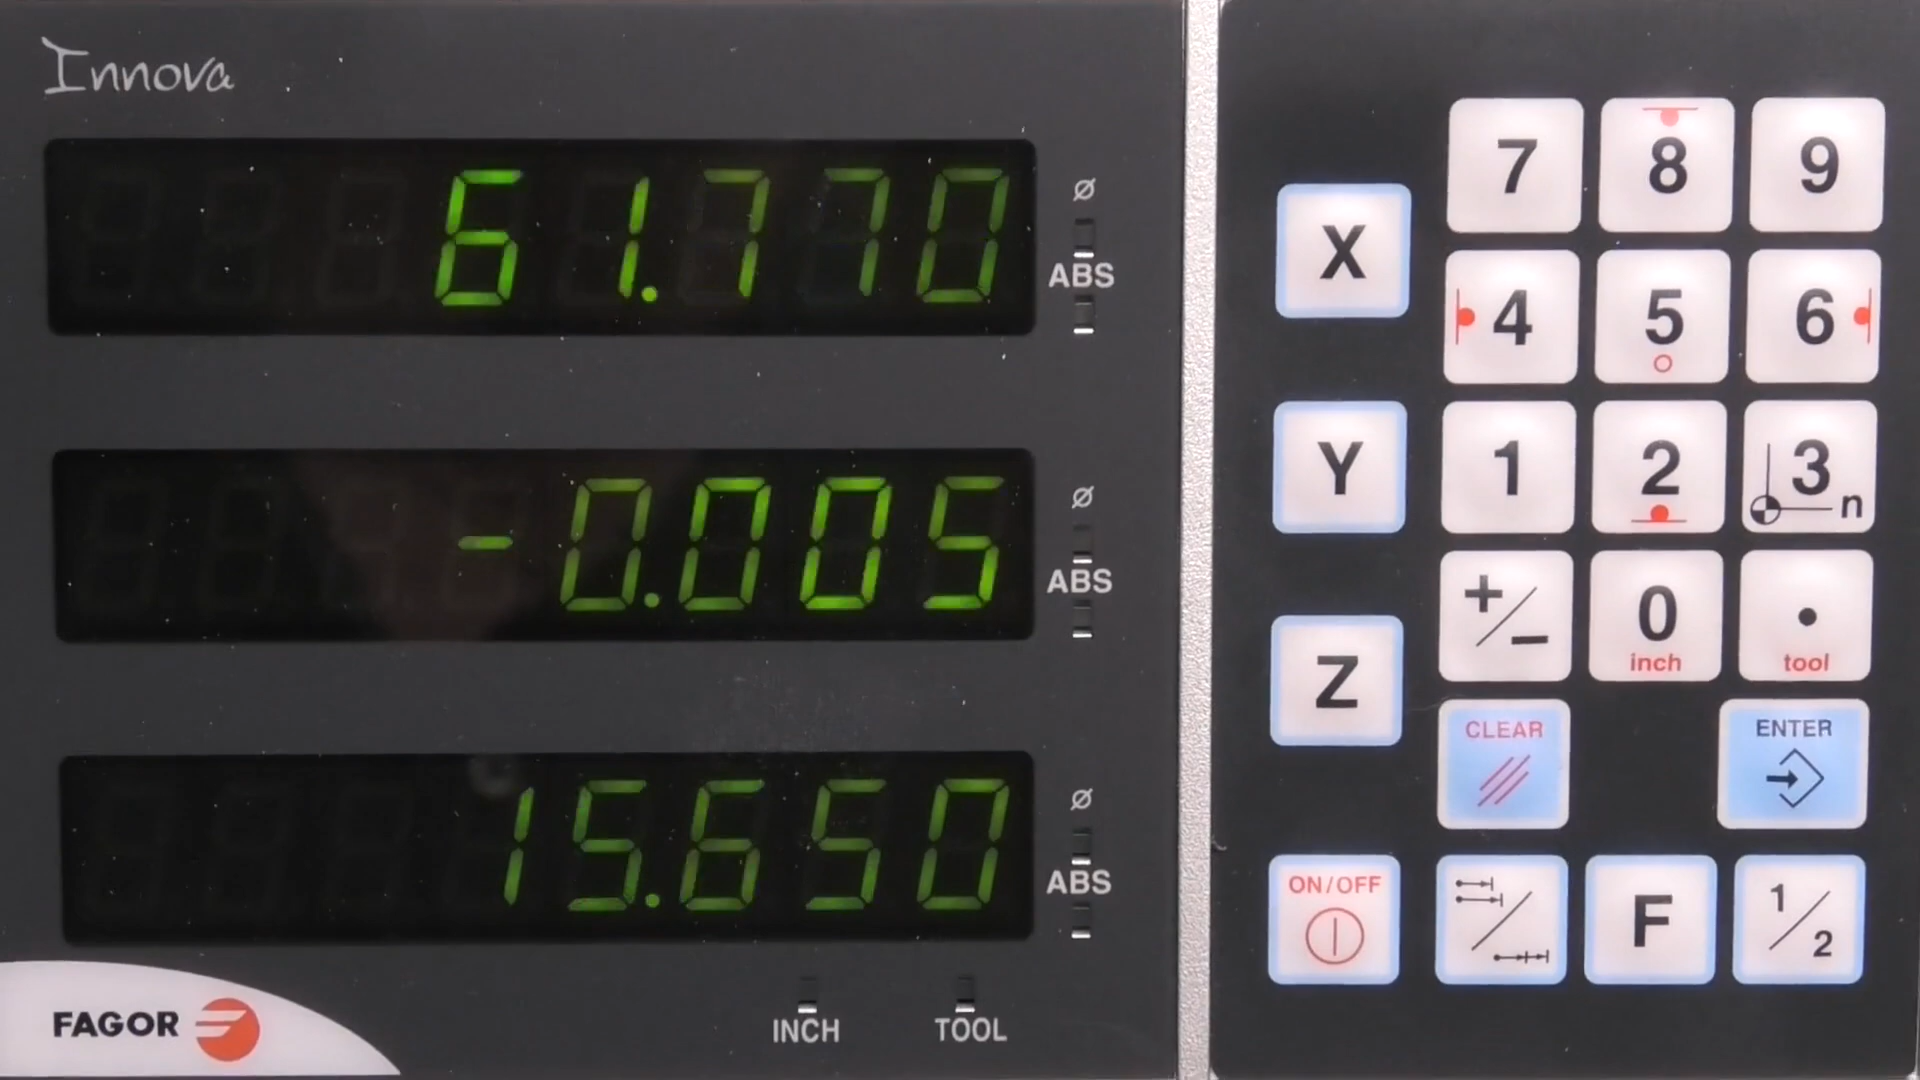 Innova
61.770
Ø
ABS
-0.005
Ø
ABS
15.650
Ø
ABS
INCH
TOOL
FAGOR
X
Y
Z
7
8
9
4
5
6
1
2
3 n
+/-
0
inch
.
tool
CLEAR
ENTER
ON/OFF
F
1/2